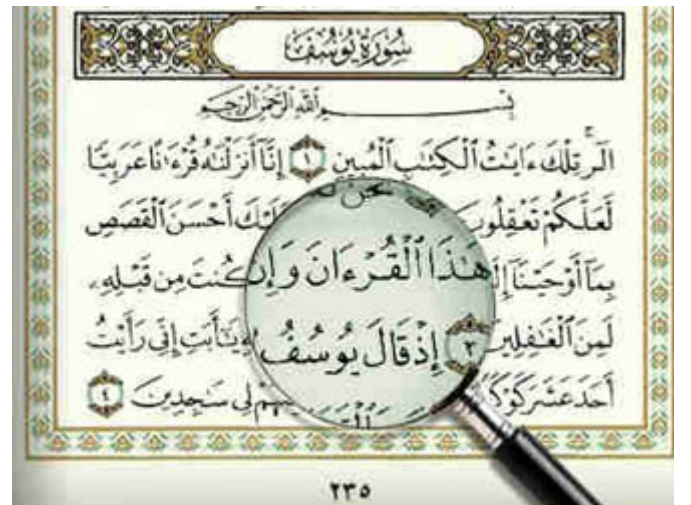 سُورَةُ يُوسُفَ
بِسْمِ ٱللَّهِ ٱلرَّحْمَٰنِ ٱلرَّحِيمِ
الٓر تِلْكَ ءَايَٰتُ ٱلْكِتَٰبِ ٱلْمُبِينِ ١ إِنَّآ أَنزَلْنَٰهُ قُرْءَٰنًا عَرَبِيًّا
لَّعَلَّكُمْ تَعْقِلُونَ نَحْنُ عَلَيْكَ أَحْسَنَ ٱلْقَصَصِ
بِمَآ أَوْحَيْنَآ هَٰذَا ٱلْقُرْءَانَ وَإِن كُنتَ مِن قَبْلِهِۦ
لَمِنَ ٱلْغَٰفِلِينَ ٣ إِذْ قَالَ يُوسُفُ يَٰٓأَبَتِ إِنِّى رَأَيْتُ
أَحَدَ عَشَرَ لِى سَٰجِدِينَ ٤
٢٣٥